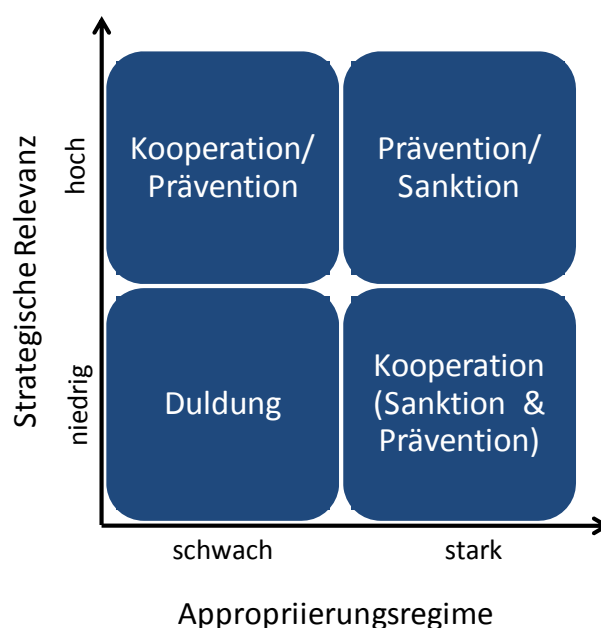 Strategische Relevanz
hoch
niedrig
Kooperation/
Prävention
Prävention/
Sanktion
Duldung
Kooperation
(Sanktion &
Prävention)
schwach
stark
Appropriierungsregime